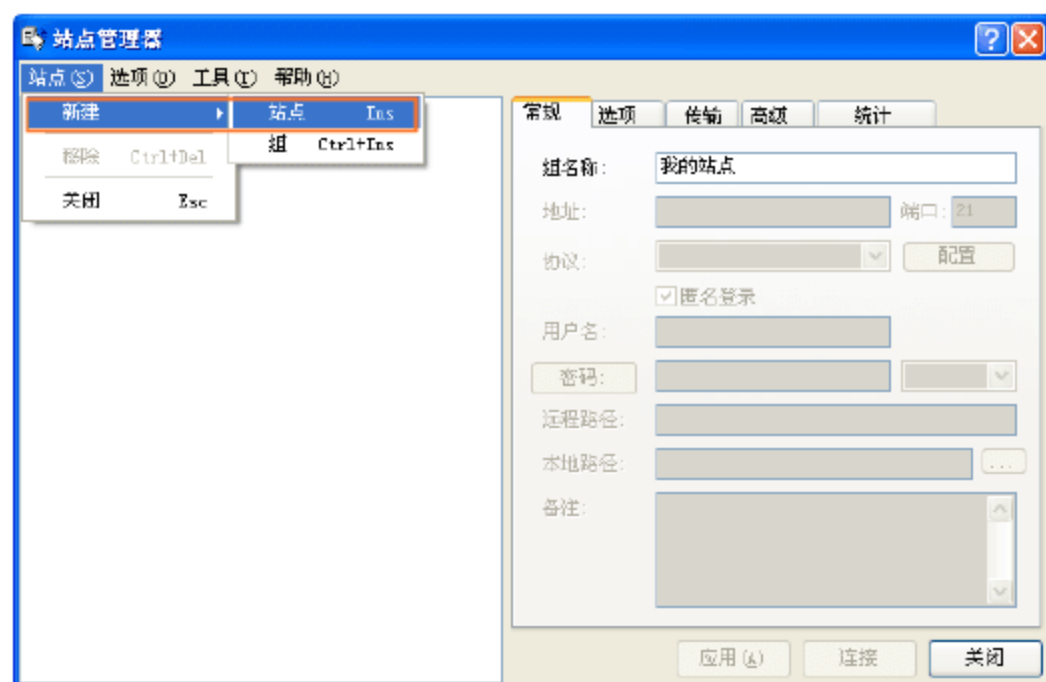 站点管理器
站点(S) 选项(O) 工具(T) 帮助(H)
新建 站点 Ins
组 Ctrl+Ins
移除 Ctrl+Del
关闭 Esc
常规 选项 传输 高级 统计
组名称: 我的站点
地址: 端口: 21
协议: 配置
匿名登录
用户名:
密码:
远程路径:
本地路径: ...
备注:
应用(A) 连接 关闭